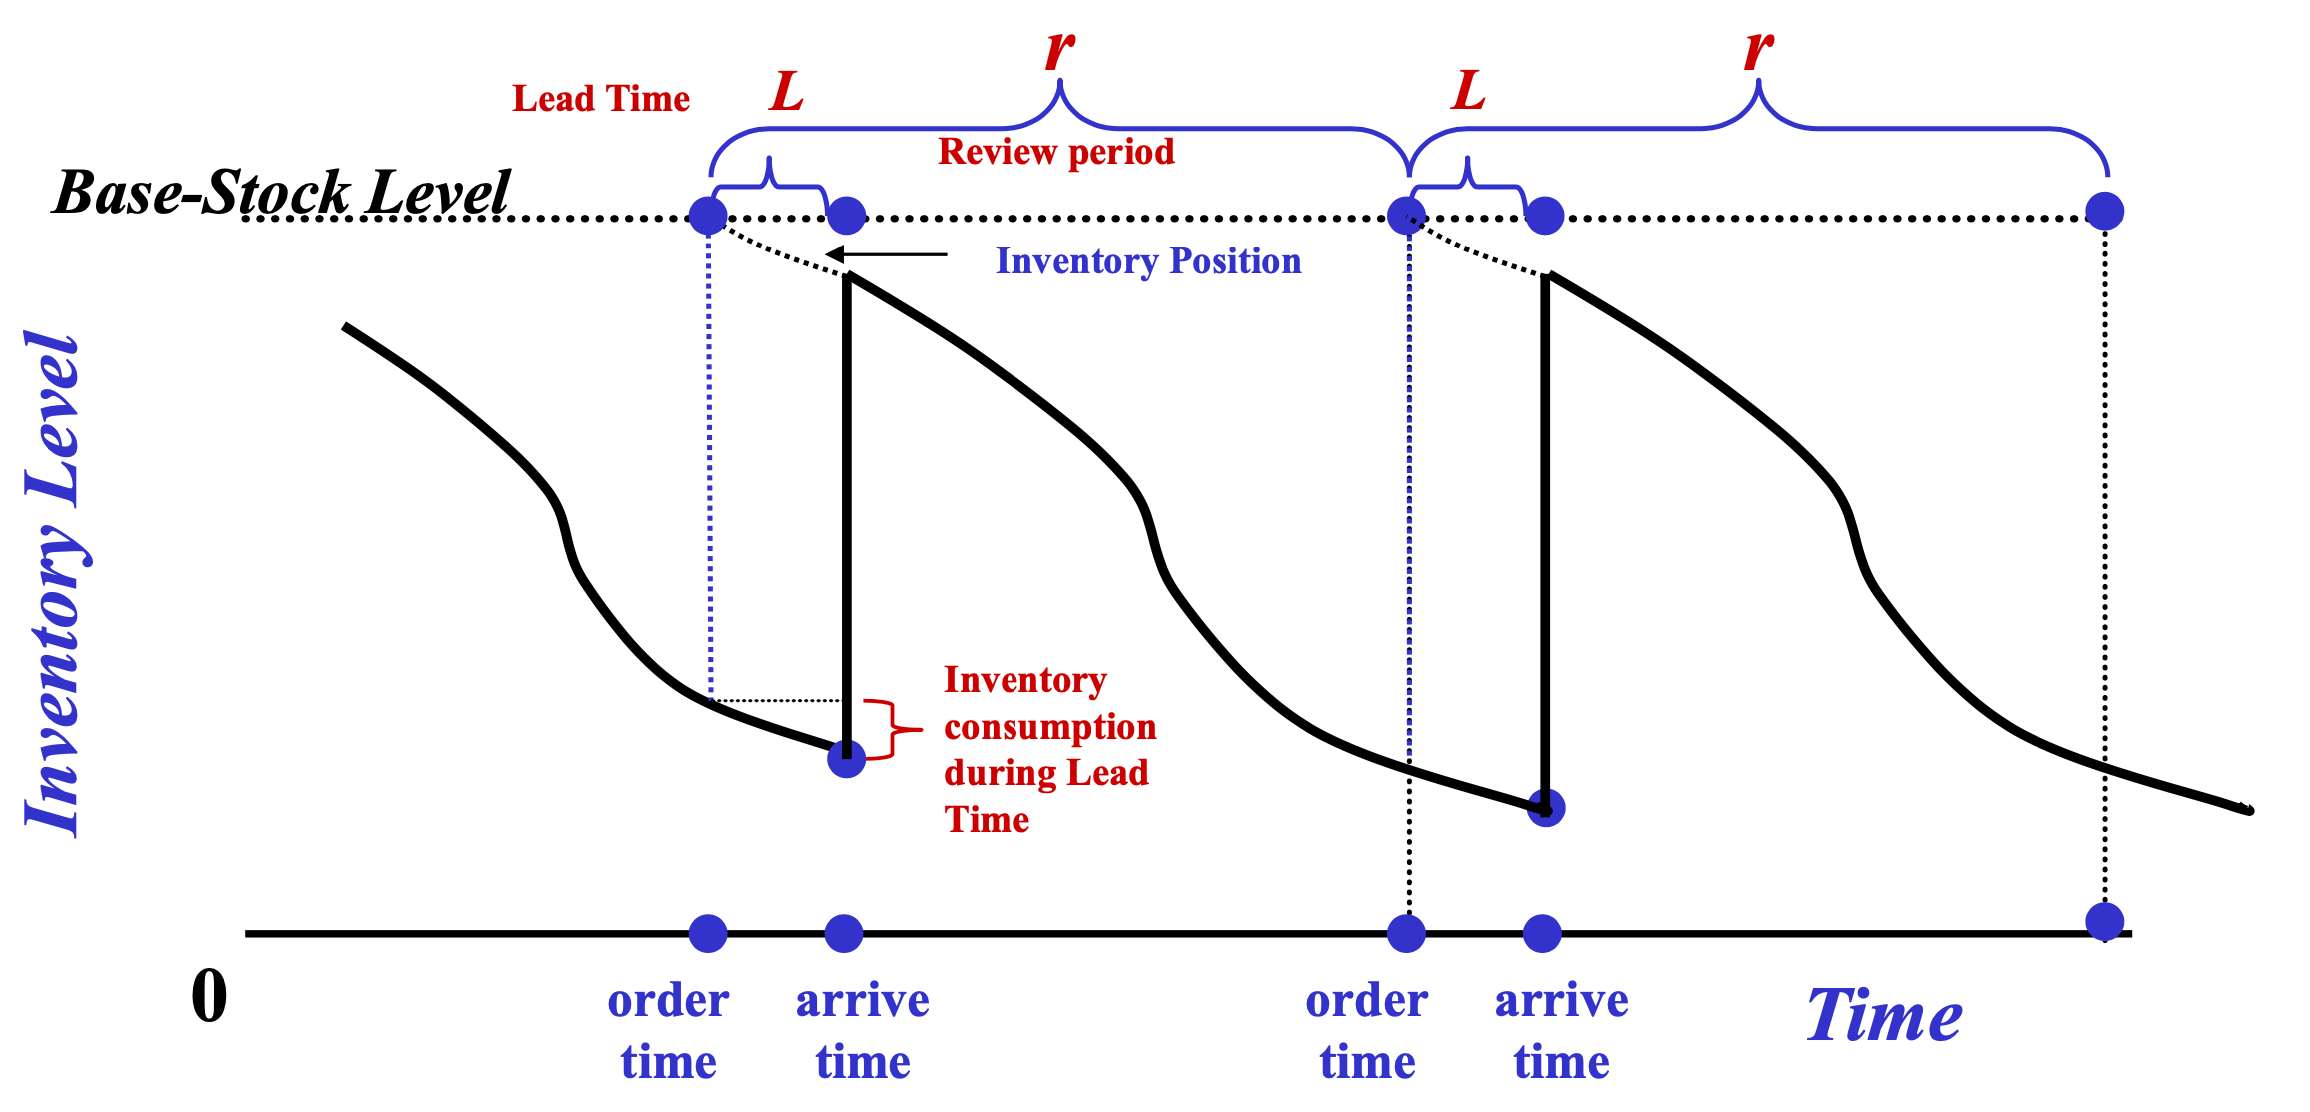 r
r
Lead Time
L
L
Review period
Base-Stock Level
Inventory Position
Inventory Level
Inventory
consumption
during Lead
Time
0
order
time
arrive
time
order
time
arrive
time
Time